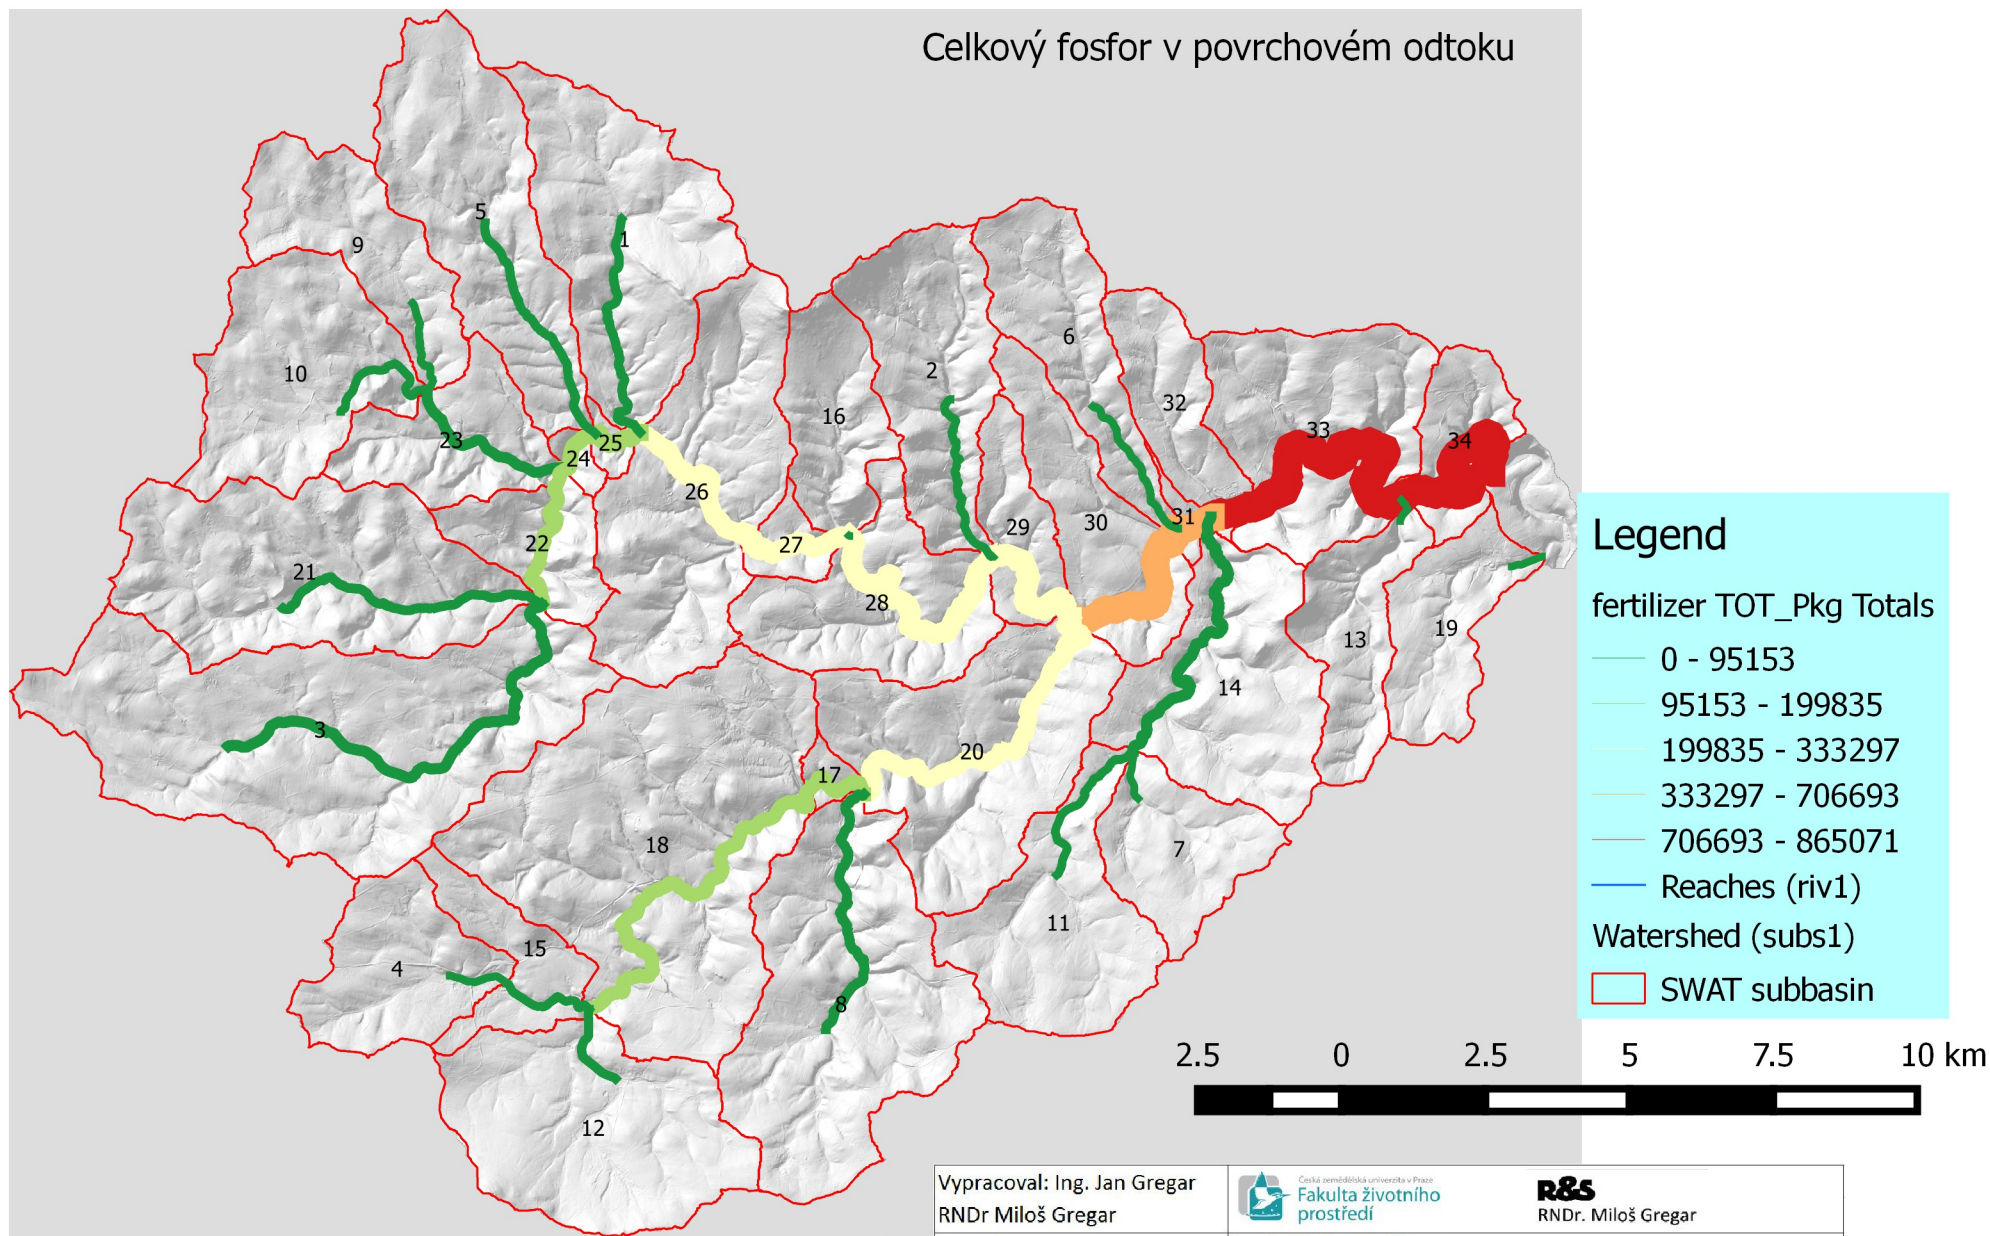 Celkový fosfor v povrchovém odtoku
5
1
9
2
6
10
16
32
23
25
24
33
34
26
22
27
29
30
31
21
28
13
19
14
3
20
17
18
7
11
15
4
8
12
Legend
fertilizer TOT_Pkg Totals
0 - 95153
95153 - 199835
199835 - 333297
333297 - 706693
706693 - 865071
Reaches (riv1)
Watershed (subs1)
SWAT subbasin
2.5 0 2.5 5 7.5 10 km
Vypracoval: Ing. Jan Gregar
RNDr Miloš Gregar
Česká zemědělská univerzita v Praze
Fakulta životního
prostředí
R&S
RNDr. Miloš Gregar